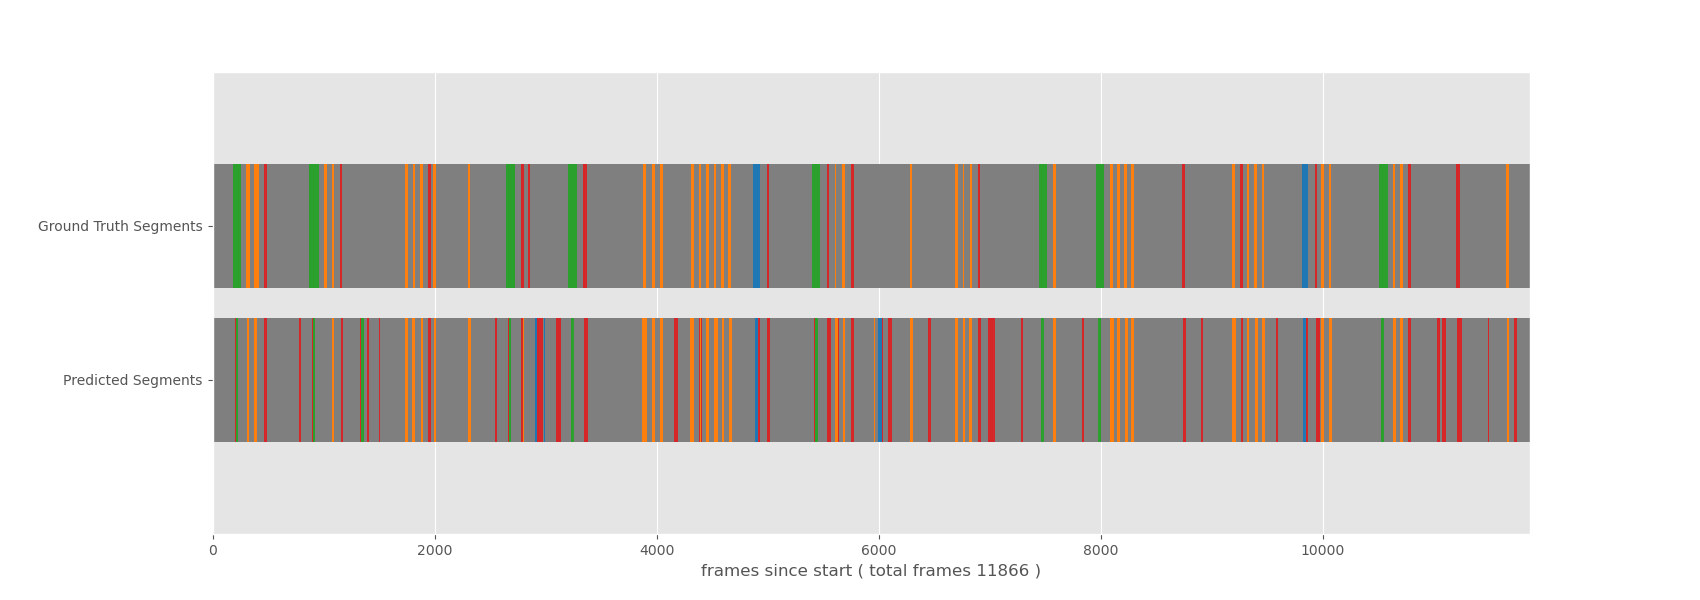 Ground Truth Segments
Predicted Segments
0 2000 4000 6000 8000 10000
frames since start ( total frames 11866 )